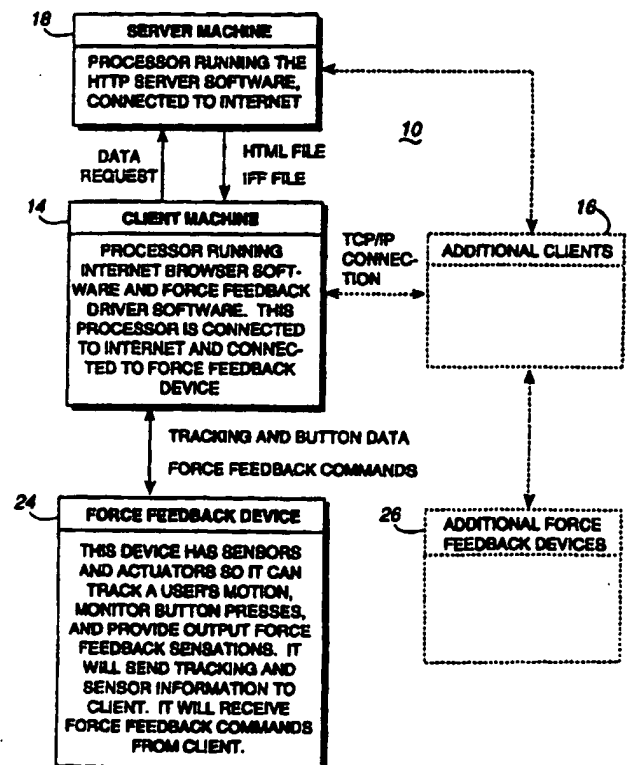 18
SERVER MACHINE
PROCESSOR RUNNING THE
HTTP SERVER SOFTWARE,
CONNECTED TO INTERNET
10
DATA
REQUEST
HTML FILE
IFF FILE
14
CLIENT MACHINE
PROCESSOR RUNNING
INTERNET BROWSER SOFT-
WARE AND FORCE FEEDBACK
DRIVER SOFTWARE. THIS
PROCESSOR IS CONNECTED
TO INTERNET AND CONNEC-
TED TO FORCE FEEDBACK
DEVICE
TCP/IP
CONNEC-
TION
16
ADDITIONAL CLIENTS
TRACKING AND BUTTON DATA
FORCE FEEDBACK COMMANDS
24
FORCE FEEDBACK DEVICE
THIS DEVICE HAS SENSORS
AND ACTUATORS SO IT CAN
TRACK A USER'S MOTION,
MONITOR BUTTON PRESSES,
AND PROVIDE OUTPUT FORCE
FEEDBACK SENSATIONS. IT
WILL SEND TRACKING AND
SENSOR INFORMATION TO
CLIENT. IT WILL RECEIVE
FORCE FEEDBACK COMMANDS
FROM CLIENT.
26
ADDITIONAL FORCE
FEEDBACK DEVICES